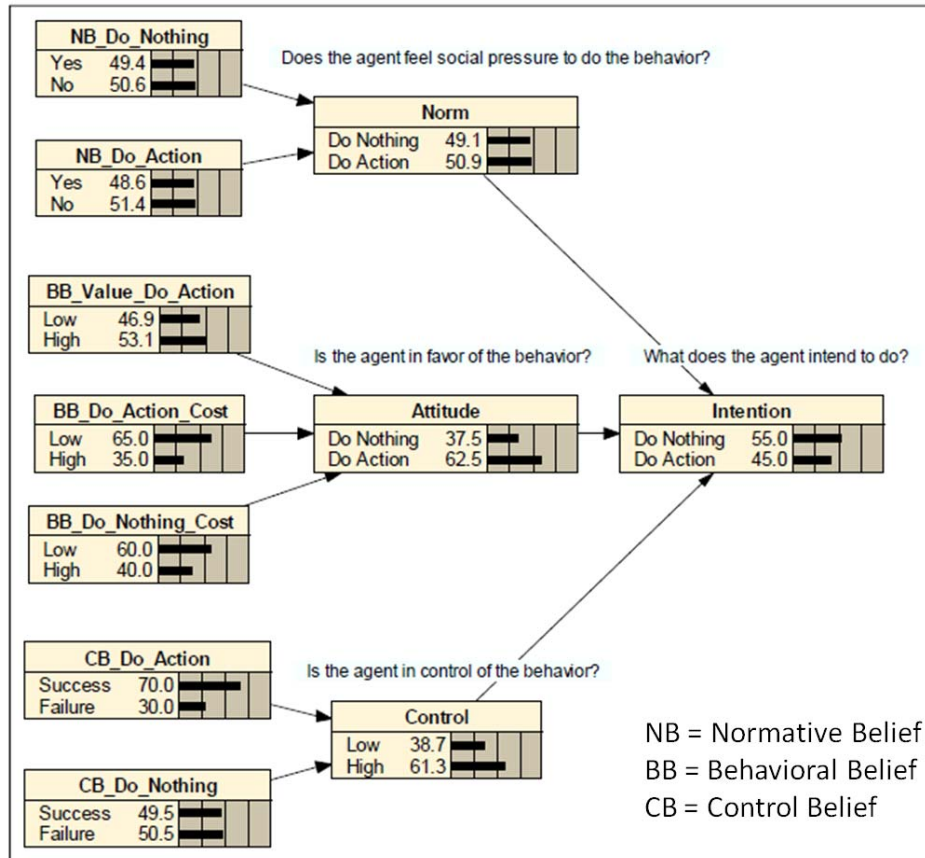 NB_Do_Nothing
Yes 49.4
No 50.6
Does the agent feel social pressure to do the behavior?
Norm
Do Nothing 49.1
Do Action 50.9
NB_Do_Action
Yes 48.6
No 51.4
BB_Value_Do_Action
Low 46.9
High 53.1
Is the agent in favor of the behavior?
What does the agent intend to do?
BB_Do_Action_Cost
Low 65.0
High 35.0
Attitude
Do Nothing 37.5
Do Action 62.5
Intention
Do Nothing 55.0
Do Action 45.0
BB_Do_Nothing_Cost
Low 60.0
High 40.0
CB_Do_Action
Success 70.0
Failure 30.0
Is the agent in control of the behavior?
Control
Low 38.7
High 61.3
CB_Do_Nothing
Success 49.5
Failure 50.5
NB = Normative Belief
BB = Behavioral Belief
CB = Control Belief